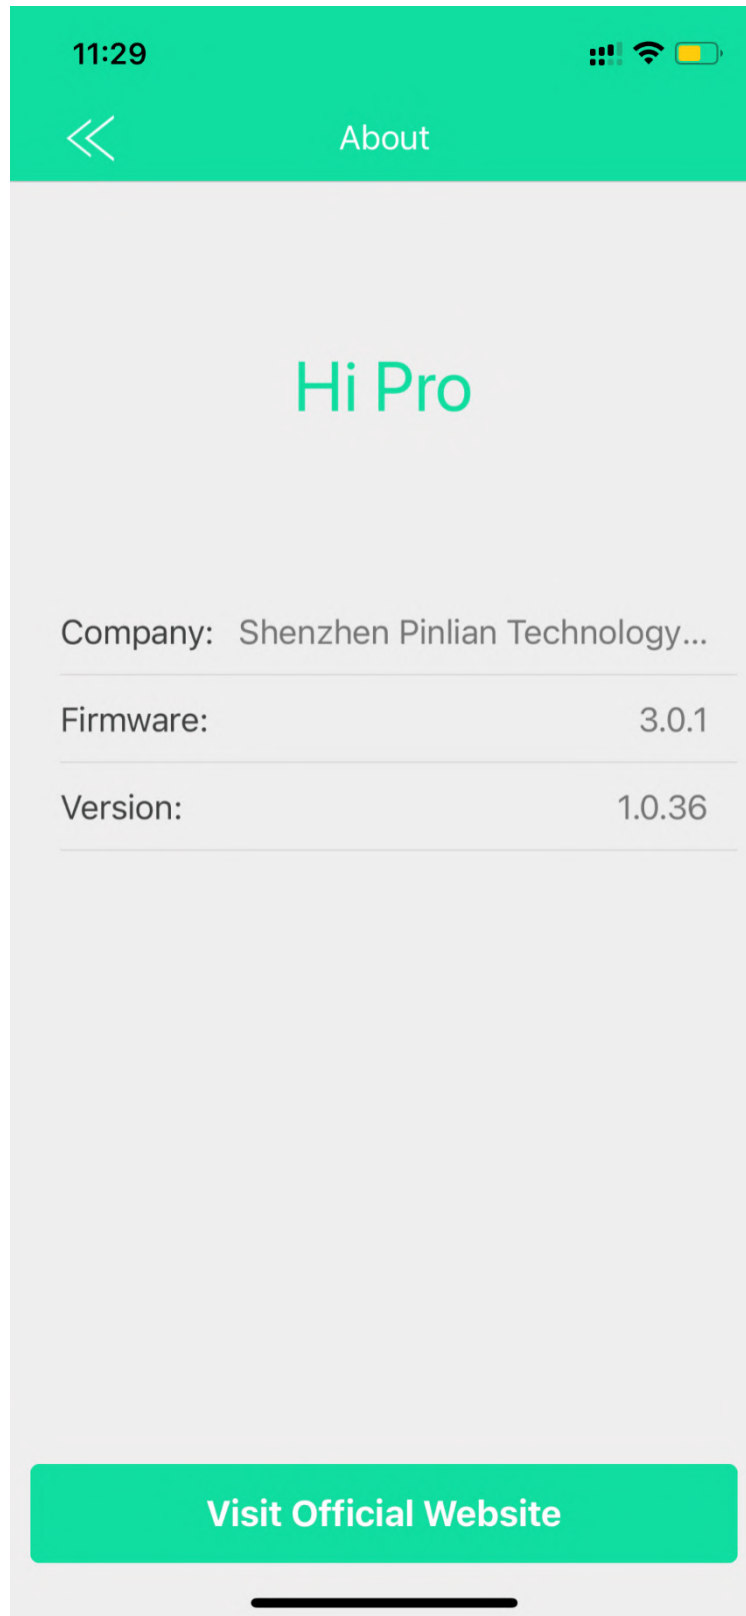 11:29
About
Hi Pro
Company: Shenzhen Pinlian Technology...
Firmware: 3.0.1
Version: 1.0.36
Visit Official Website